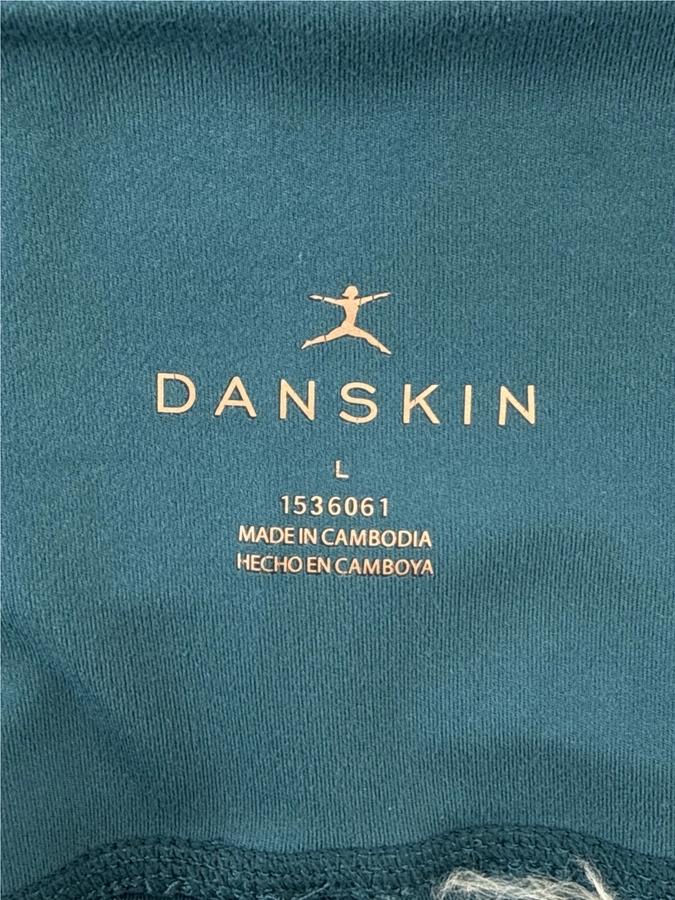 DANSKIN
L
1536061
MADE IN CAMBODIA
HECHO EN CAMBOYA